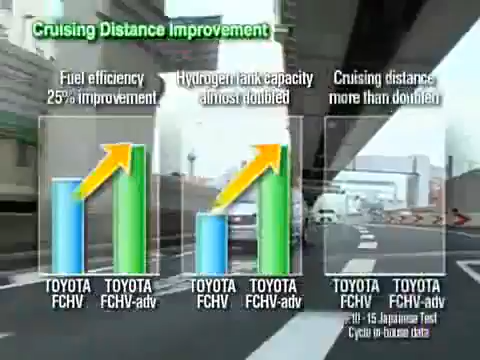 Cruising Distance Improvement
Fuel efficiency
25% improvement
Hydrogen tank capacity
almost doubled
Cruising distance
more than doubled
TOYOTA
FCHV
TOYOTA
FCHV-adv
TOYOTA
FCHV
TOYOTA
FCHV-adv
TOYOTA
FCHV
TOYOTA
FCHV-adv
10 -15 Japanese Test
Cycle in-house data